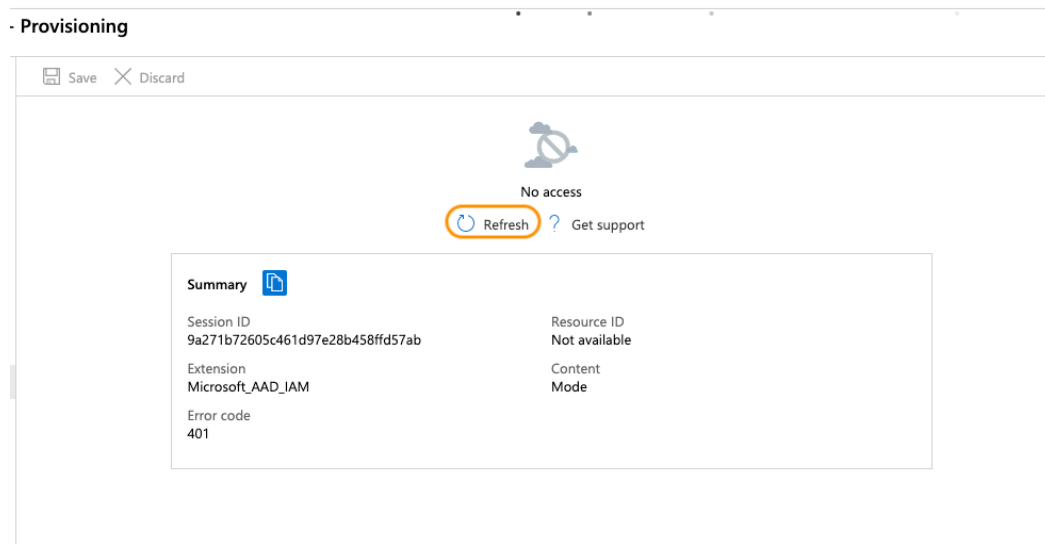 - Provisioning
Save Discard
No access
Refresh ? Get support
Summary
Session ID Resource ID
9a271b72605c461d97e28b458ffd57ab Not available
Extension Content
Microsoft_AAD_IAM Mode
Error code
401